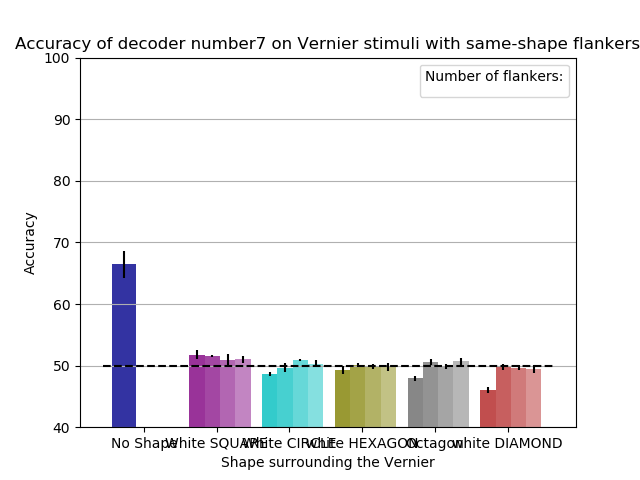 Accuracy of decoder number7 on Vernier stimuli with same-shape flankers
Number of flankers:
100
90
80
70
60
50
40
Accuracy
No Shape White SQUARE White CIRCLE white HEXAGON Octagon white DIAMOND
Shape surrounding the Vernier